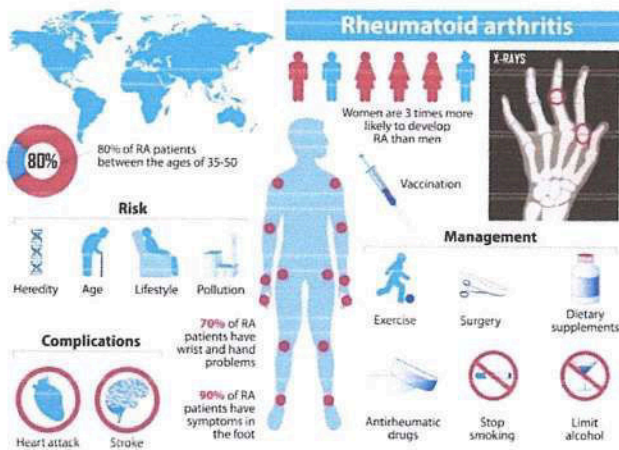 Rheumatoid arthritis
X-RAYS
Women are 3 times more
likely to develop
RA than men
80%
80% of RA patients
between the ages of 35-50
Vaccination
Risk
Heredity
Age
Lifestyle
Pollution
Management
Exercise
Surgery
Dietary
supplements
Antirheumatic
drugs
Stop
smoking
Limit
alcohol
70% of RA
patients have
wrist and hand
problems
90% of RA
patients have
symptoms in
the foot
Complications
Heart attack
Stroke